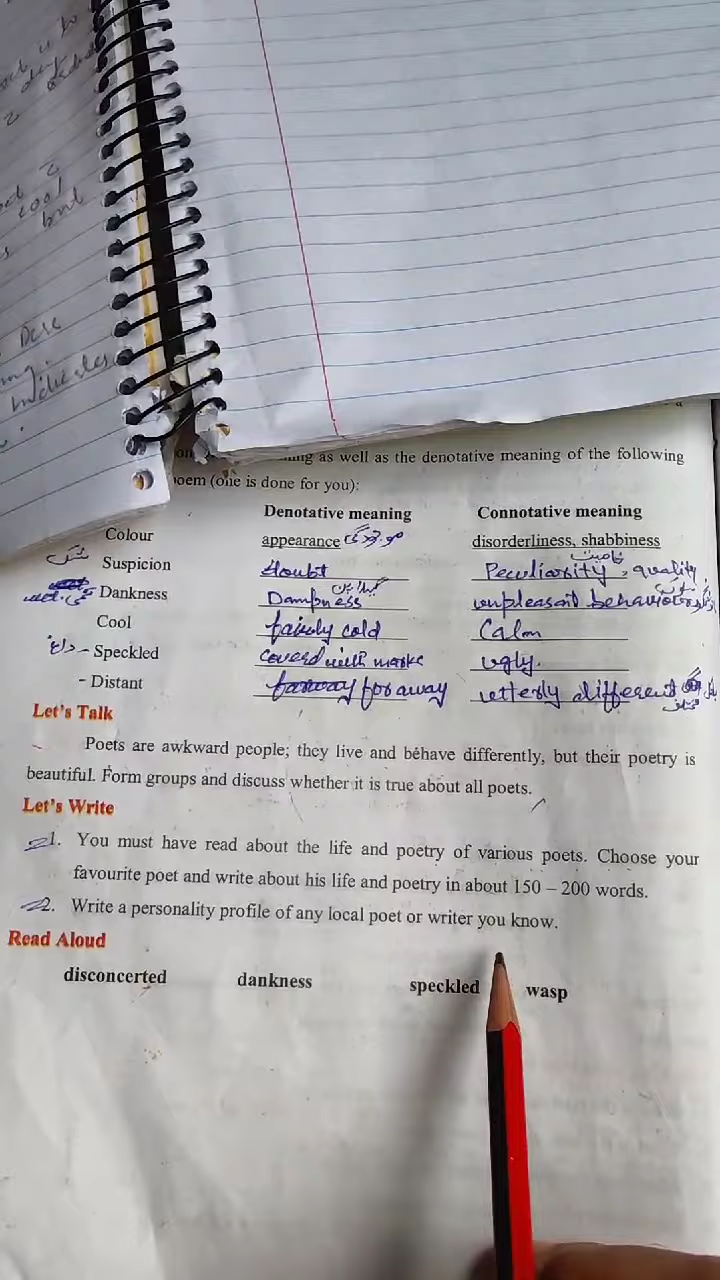 as well as the denotative meaning of the following
oem (one is done for you):
Denotative meaning Connotative meaning
Colour appearance disorderliness, shabbiness
شک Suspicion doubt Peculiarity, quality خاصیت
Dankness Dampness گیلا پن unpleasant
Cool fairly cold Calm
داغ – Speckled coverd with marks ugly.
- Distant far away utterly different
Let's Talk
Poets are awkward people; they live and behave differently, but their poetry is
beautiful. Form groups and discuss whether it is true about all poets.
Let's Write
1. You must have read about the life and poetry of various poets. Choose your
favourite poet and write about his life and poetry in about 150 – 200 words.
2. Write a personality profile of any local poet or writer you know.
Read Aloud
disconcerted dankness speckled wasp